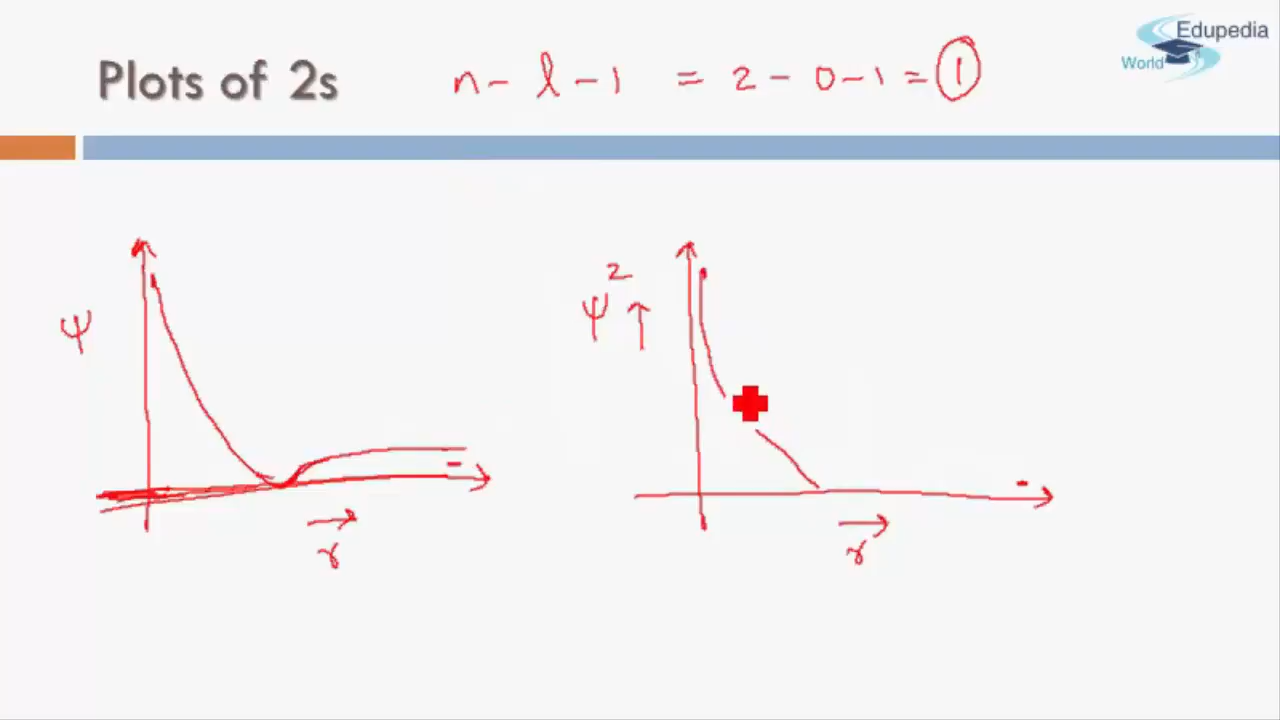 Edupedia
World
Plots of 2s n - l - 1 = 2 - 0 - 1 = 1
ψ
ψ² ↑
r
r